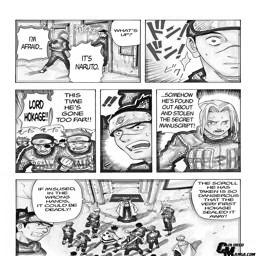 WHAT'S
UP?
I'M
AFRAID...
IT'S
NARUTO.
...SOMEHOW
HE'S FOUND
OUT ABOUT
AND STOLEN
THE SECRET
MANUSCRIPT!
THIS
TIME HE'S
GONE
TOO FAR!!
LORD
HOKAGE!!
THE SCROLL
HE HAS
TAKEN IS SO
DANGEROUS
THAT THE
VERY FIRST
HOKAGE
SEALED IT
AWAY!
IF MISUSED,
IN THE
WRONG
HANDS,
IT COULD BE
DEADLY!